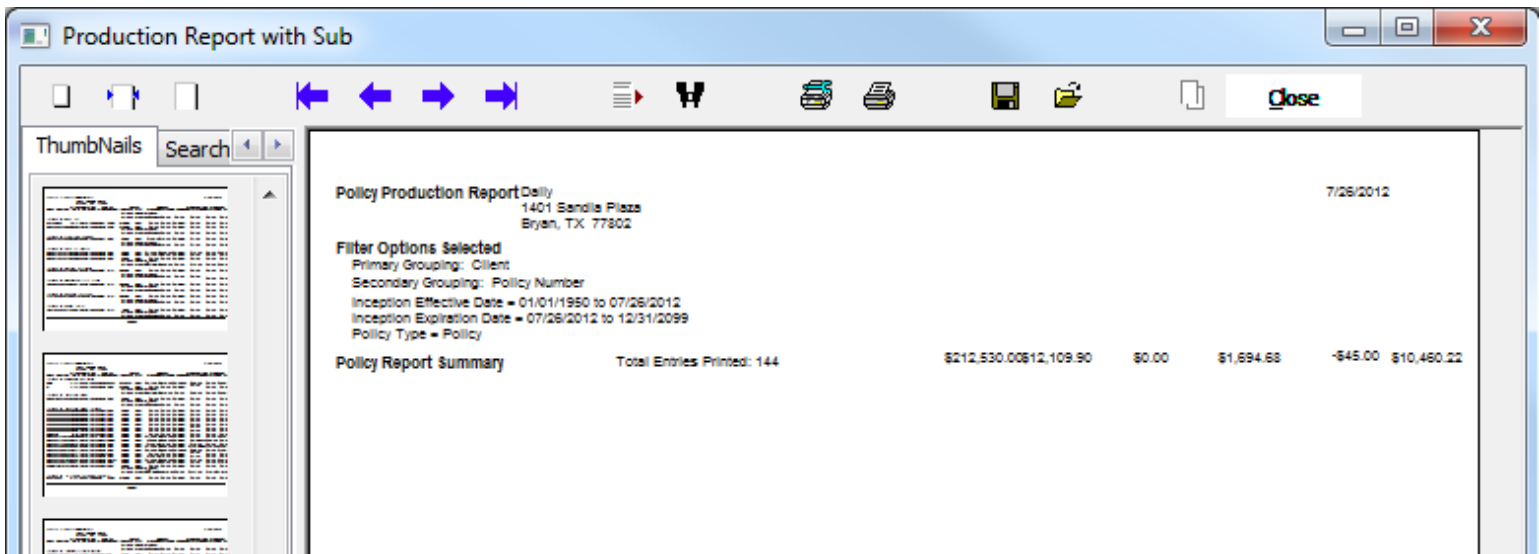 Production Report with Sub
Close
ThumbNails Search
Policy Production Report Daily 7/26/2012
1401 Sandia Plaza
Bryan, TX 77802
Filter Options Selected
Primary Grouping: Client
Secondary Grouping: Policy Number
Inception Effective Date = 01/01/1950 to 07/26/2012
Inception Expiration Date = 07/26/2012 to 12/31/2099
Policy Type = Policy
Policy Report Summary Total Entries Printed: 144 $212,530.00$12,109.90 $0.00 $1,694.68 -$45.00 $10,460.22